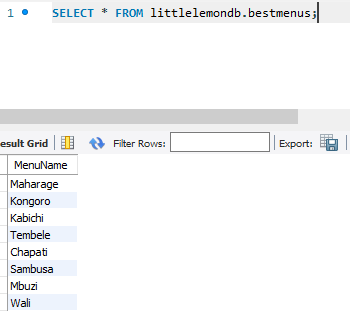 1 SELECT * FROM littlelemondb.bestmenus;
esult Grid Filter Rows: Export:
MenuName
Maharage
Kongoro
Kabichi
Tembele
Chapati
Sambusa
Mbuzi
Wali